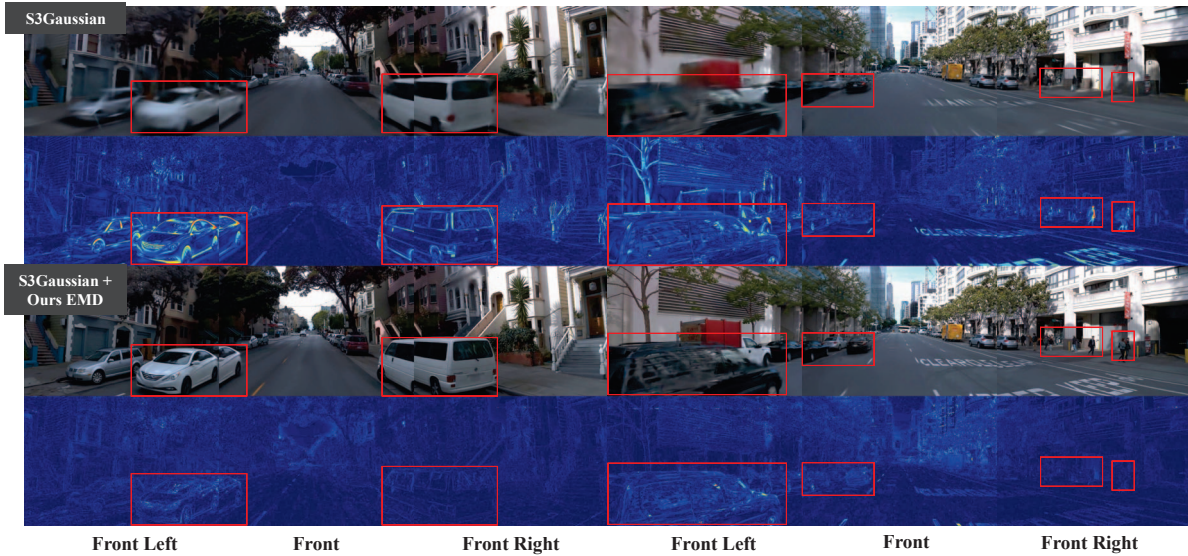 S3Gaussian
S3Gaussian +
Ours EMD
Front Left Front Front Right Front Left Front Front Right